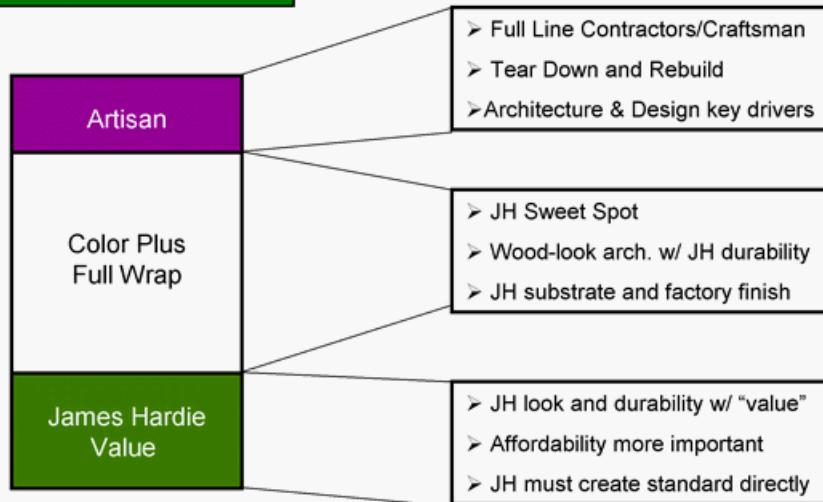 Artisan
Color Plus
Full Wrap
James Hardie
Value
➢ Full Line Contractors/Craftsman
➢ Tear Down and Rebuild
➢Architecture & Design key drivers
➢ JH Sweet Spot
➢ Wood-look arch. w/ JH durability
➢ JH substrate and factory finish
➢ JH look and durability w/ “value”
➢ Affordability more important
➢ JH must create standard directly